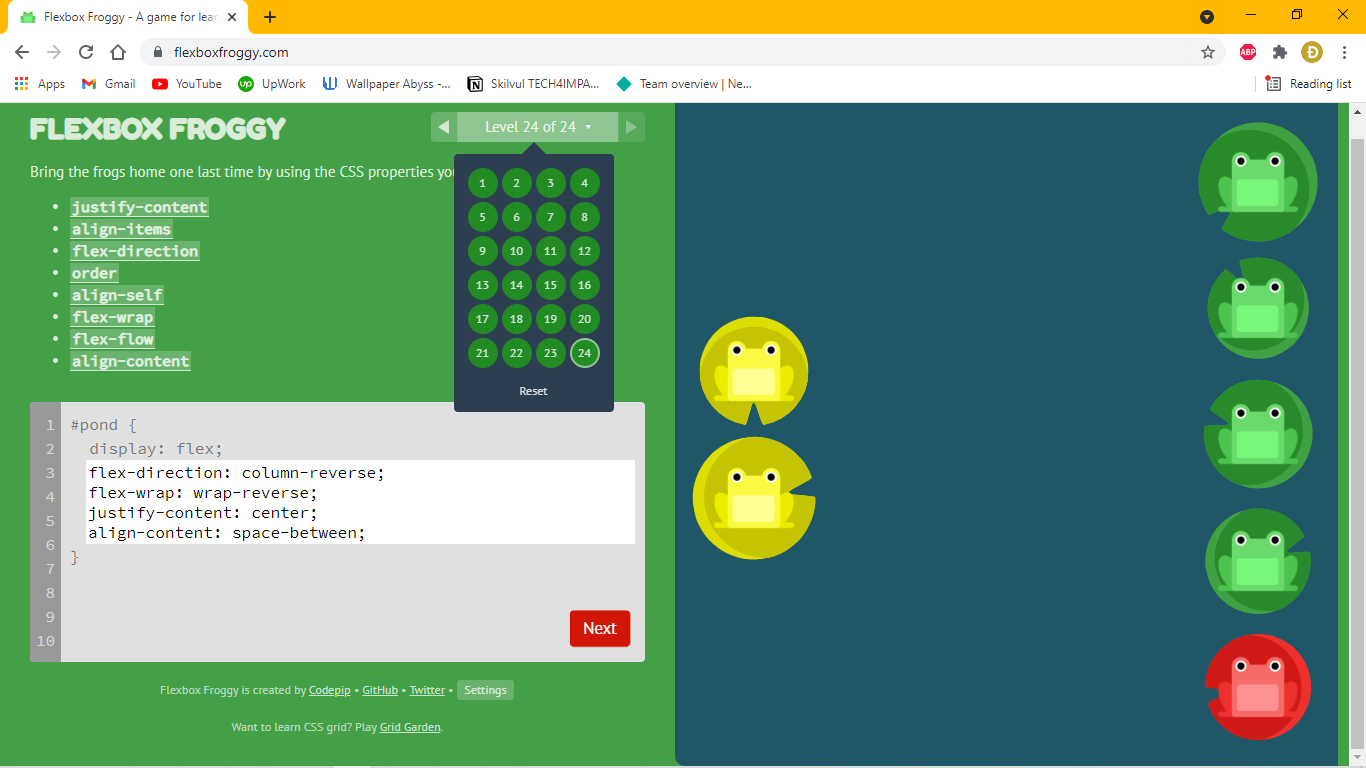 Flexbox Froggy - A game for lear
flexboxfroggy.com
ABP
Đ
Apps Gmail YouTube UpWork Wallpaper Abyss -... Skilvul TECH4IMPA... Team overview | Ne... Reading list
FLEXBOX FROGGY
Level 24 of 24
Bring the frogs home one last time by using the CSS properties you
justify-content
align-items
flex-direction
order
align-self
flex-wrap
flex-flow
align-content
1 2 3 4
5 6 7 8
9 10 11 12
13 14 15 16
17 18 19 20
21 22 23 24
Reset
1 #pond {
2 display: flex;
3 flex-direction: column-reverse;
4 flex-wrap: wrap-reverse;
5 justify-content: center;
6 align-content: space-between;
7 }
8
9
10
Next
Flexbox Froggy is created by Codepip • GitHub • Twitter • Settings
Want to learn CSS grid? Play Grid Garden.